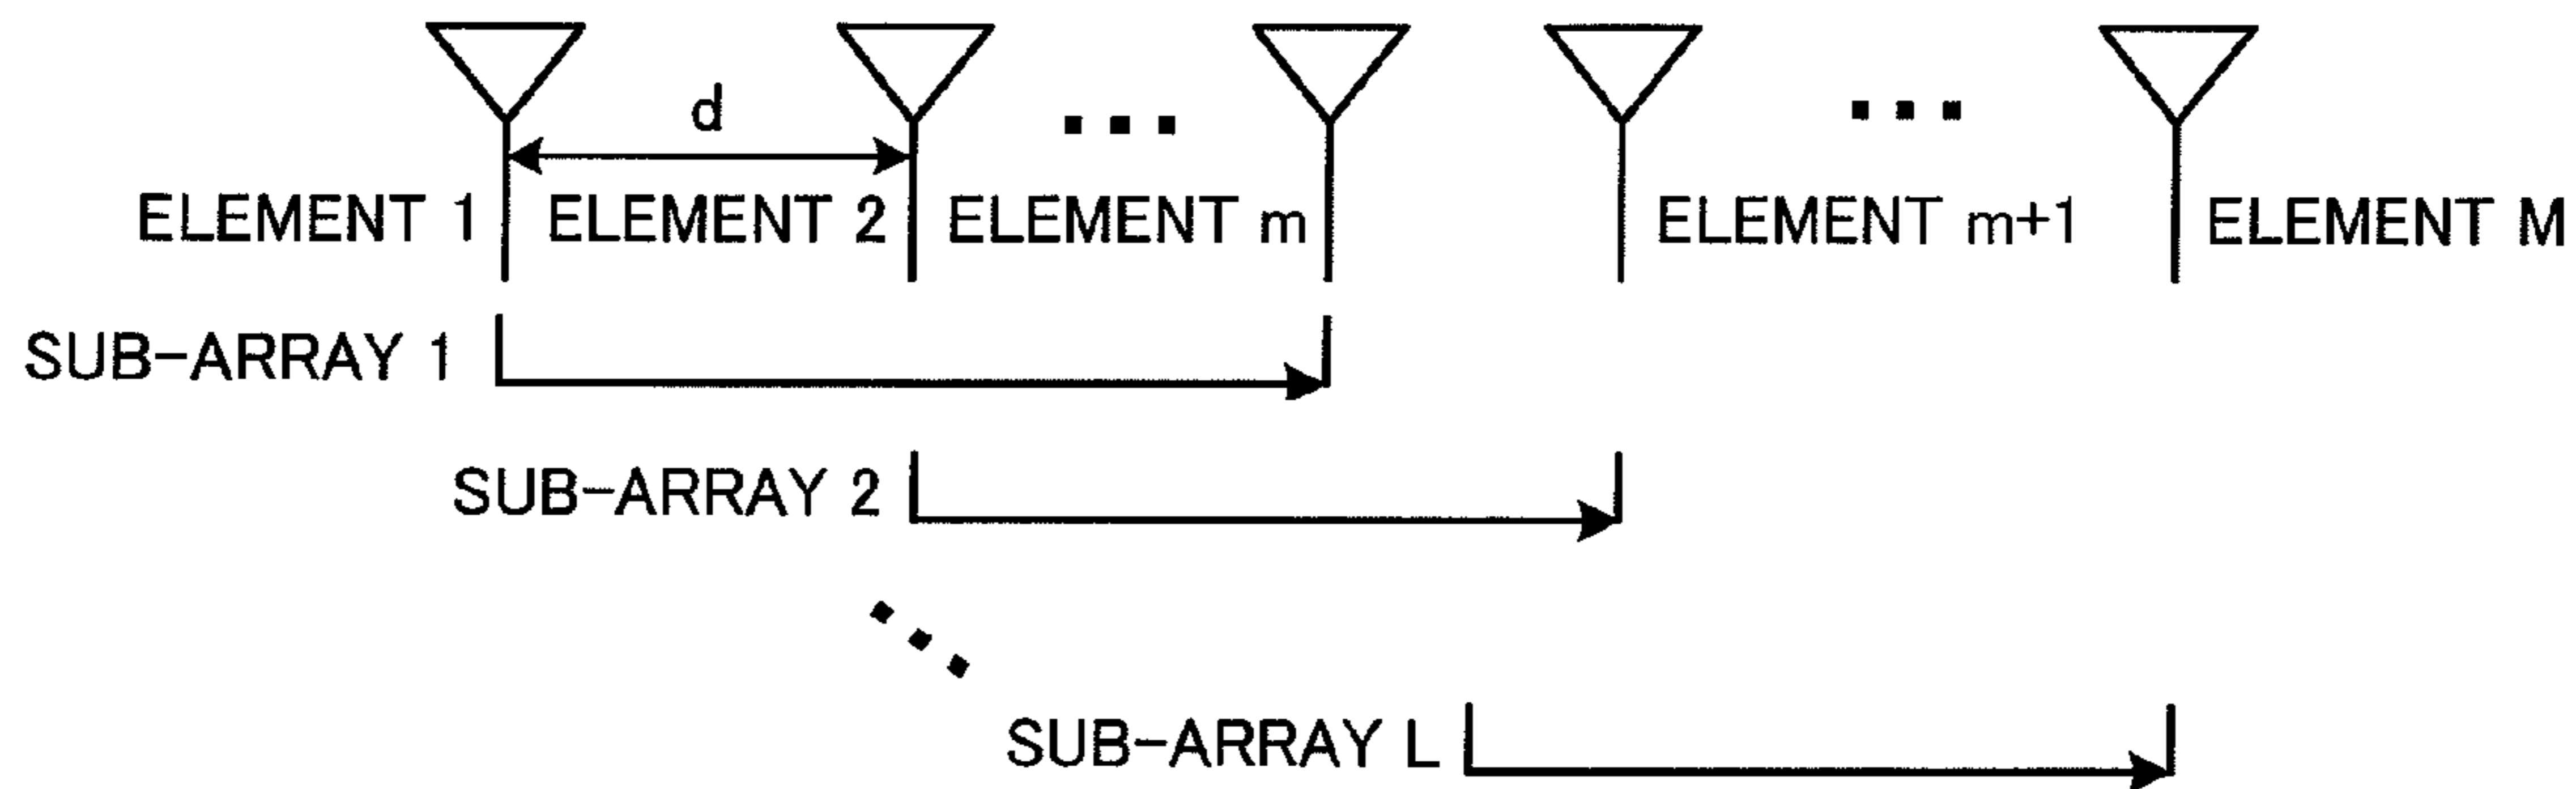 d
ELEMENT 1 ELEMENT 2 ELEMENT m ELEMENT m+1 ELEMENT M
SUB-ARRAY 1
SUB-ARRAY 2
SUB-ARRAY L